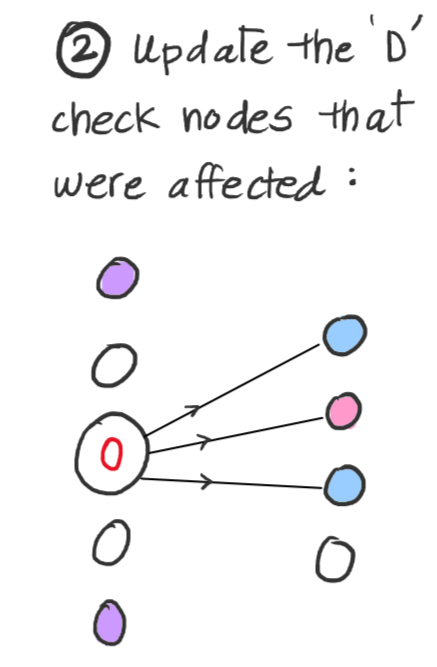 ② Update the 'D'
check nodes that
were affected :
0